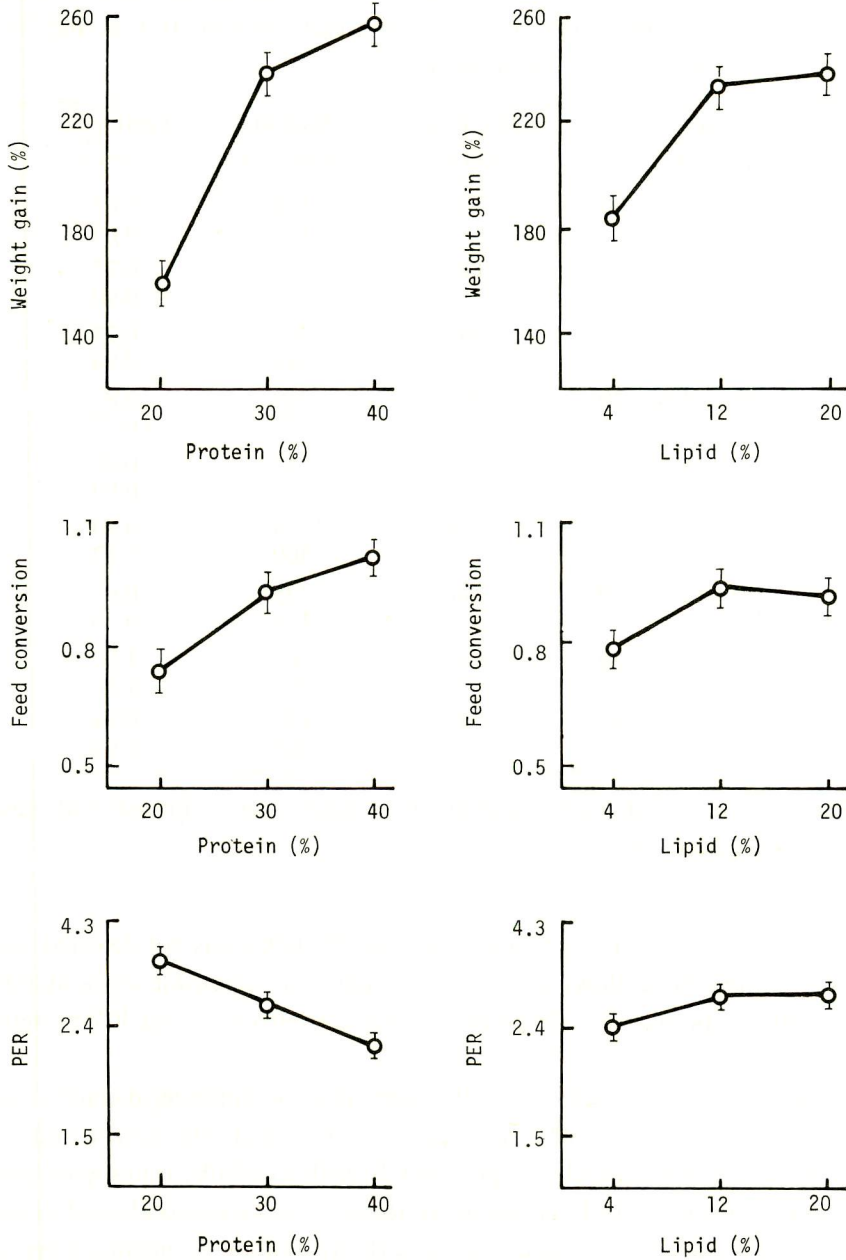 260
220
180
140
Weight gain (%)
20 30 40
Protein (%)
260
220
180
140
Weight gain (%)
4 12 20
Lipid (%)
1.1
0.8
0.5
Feed conversion
20 30 40
Protein (%)
1.1
0.8
0.5
Feed conversion
4 12 20
Lipid (%)
4.3
2.4
1.5
PER
20 30 40
Protein (%)
4.3
2.4
1.5
PER
4 12 20
Lipid (%)